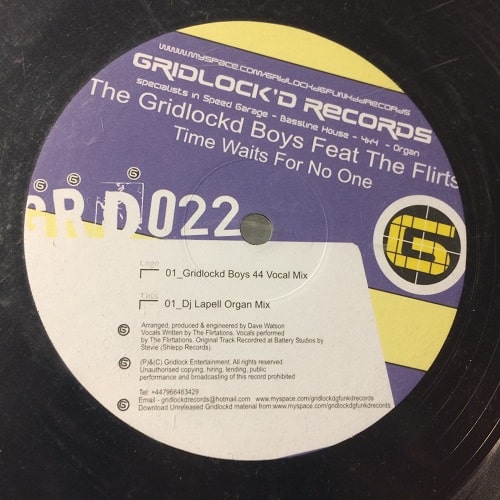 www.myspace.com/gridlockdgfunkdrecords
GRIDLOCK'D RECORDS
specialists in Speed Garage - Bassline House - 4x4 - Organ
The Gridlockd Boys Feat The Flirts
Time Waits For No One
GRD022
Logo
01_Gridlockd Boys 44 Vocal Mix
This
01_Dj Lapell Organ Mix
Arranged, produced & engineered by Dave Watson
Vocals Written by The Flirtations. Vocals performed
by The Flirtations. Original Track Recordred at Battery Studios by
Stevie (Shlepp Records).
(P)&(C) Gridlock Entertainment. All rights reserved.
Unauthorised copying, hiring, lending, public
performance and broadcasting of this record prohibited
Tel: +447966463429
Email - gridlockdrecords@hotmail.com www.myspace.com/gridlockdgfunkdrecords
Download Unreleased Gridlockd material from www.myspace.com/gridlockdgfunkdrecords